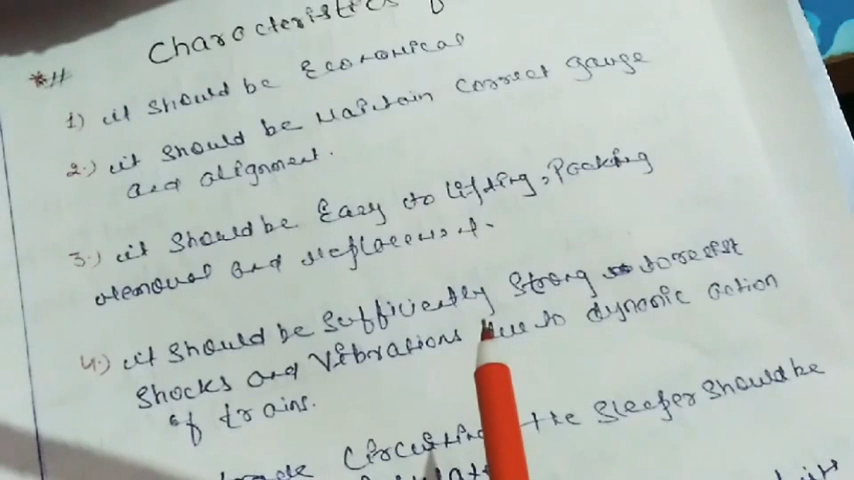 *# Characteristics of
1) it should be Economical
2.) it should be Maintain correct gauge
and alignment.
3.) it should be Easy to Lifting, Packing
removal and replacement.
4.) it should be Sufficiently strong to resist
Shocks and Vibrations due to dynamic action
of trains.
Circuiting the Sleeper should be